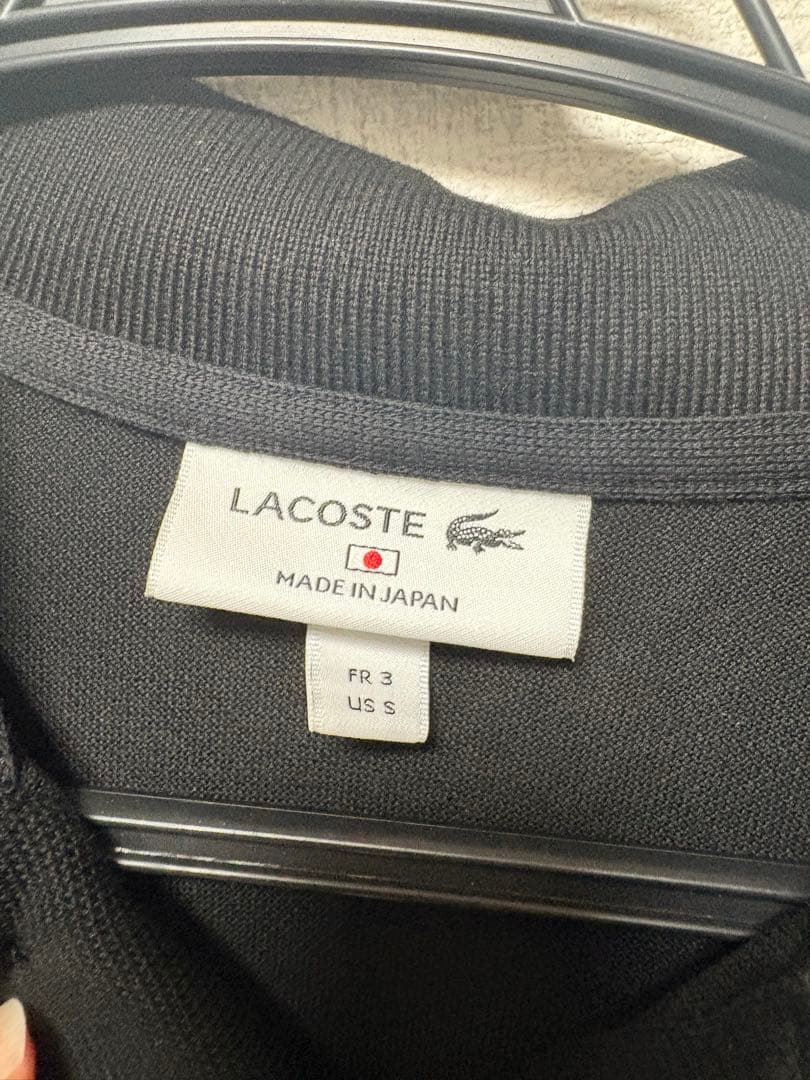 LACOSTE
MADE IN JAPAN
FR 3
US S